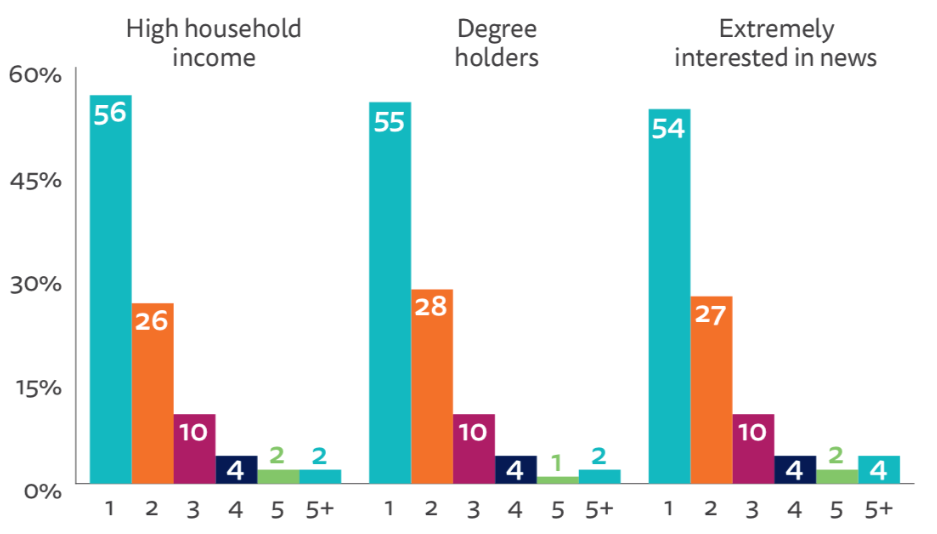 High household
income
Degree
holders
Extremely
interested in news
60%
45%
30%
15%
0%
56
26
10
4
2
2
55
28
10
4
1
2
54
27
10
4
2
4
1 2 3 4 5 5+
1 2 3 4 5 5+
1 2 3 4 5 5+